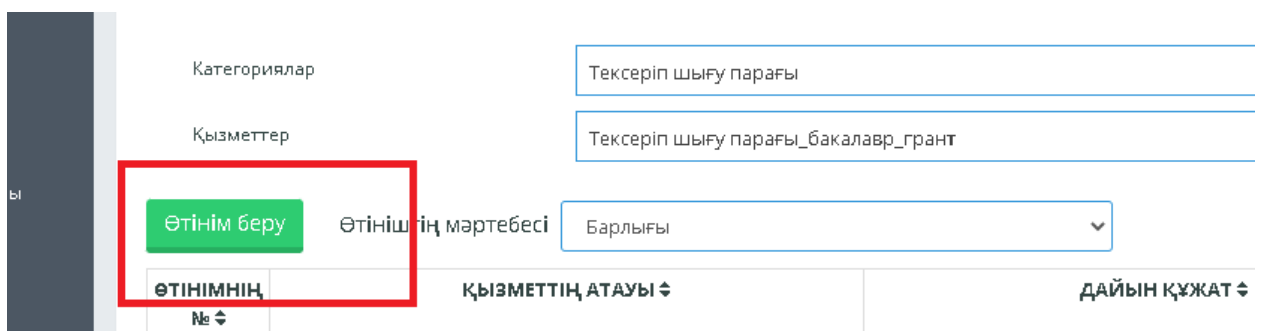 Категориялар
Тексеріп шығу парағы
Қызметтер
Тексеріп шығу парағы_бакалавр_грант
ы
Өтінім беру
Өтініштің мәртебесі
Барлығы
ӨТІНІМНІҢ
№
ҚЫЗМЕТТІҢ АТАУЫ
ДАЙЫН ҚҰЖАТ